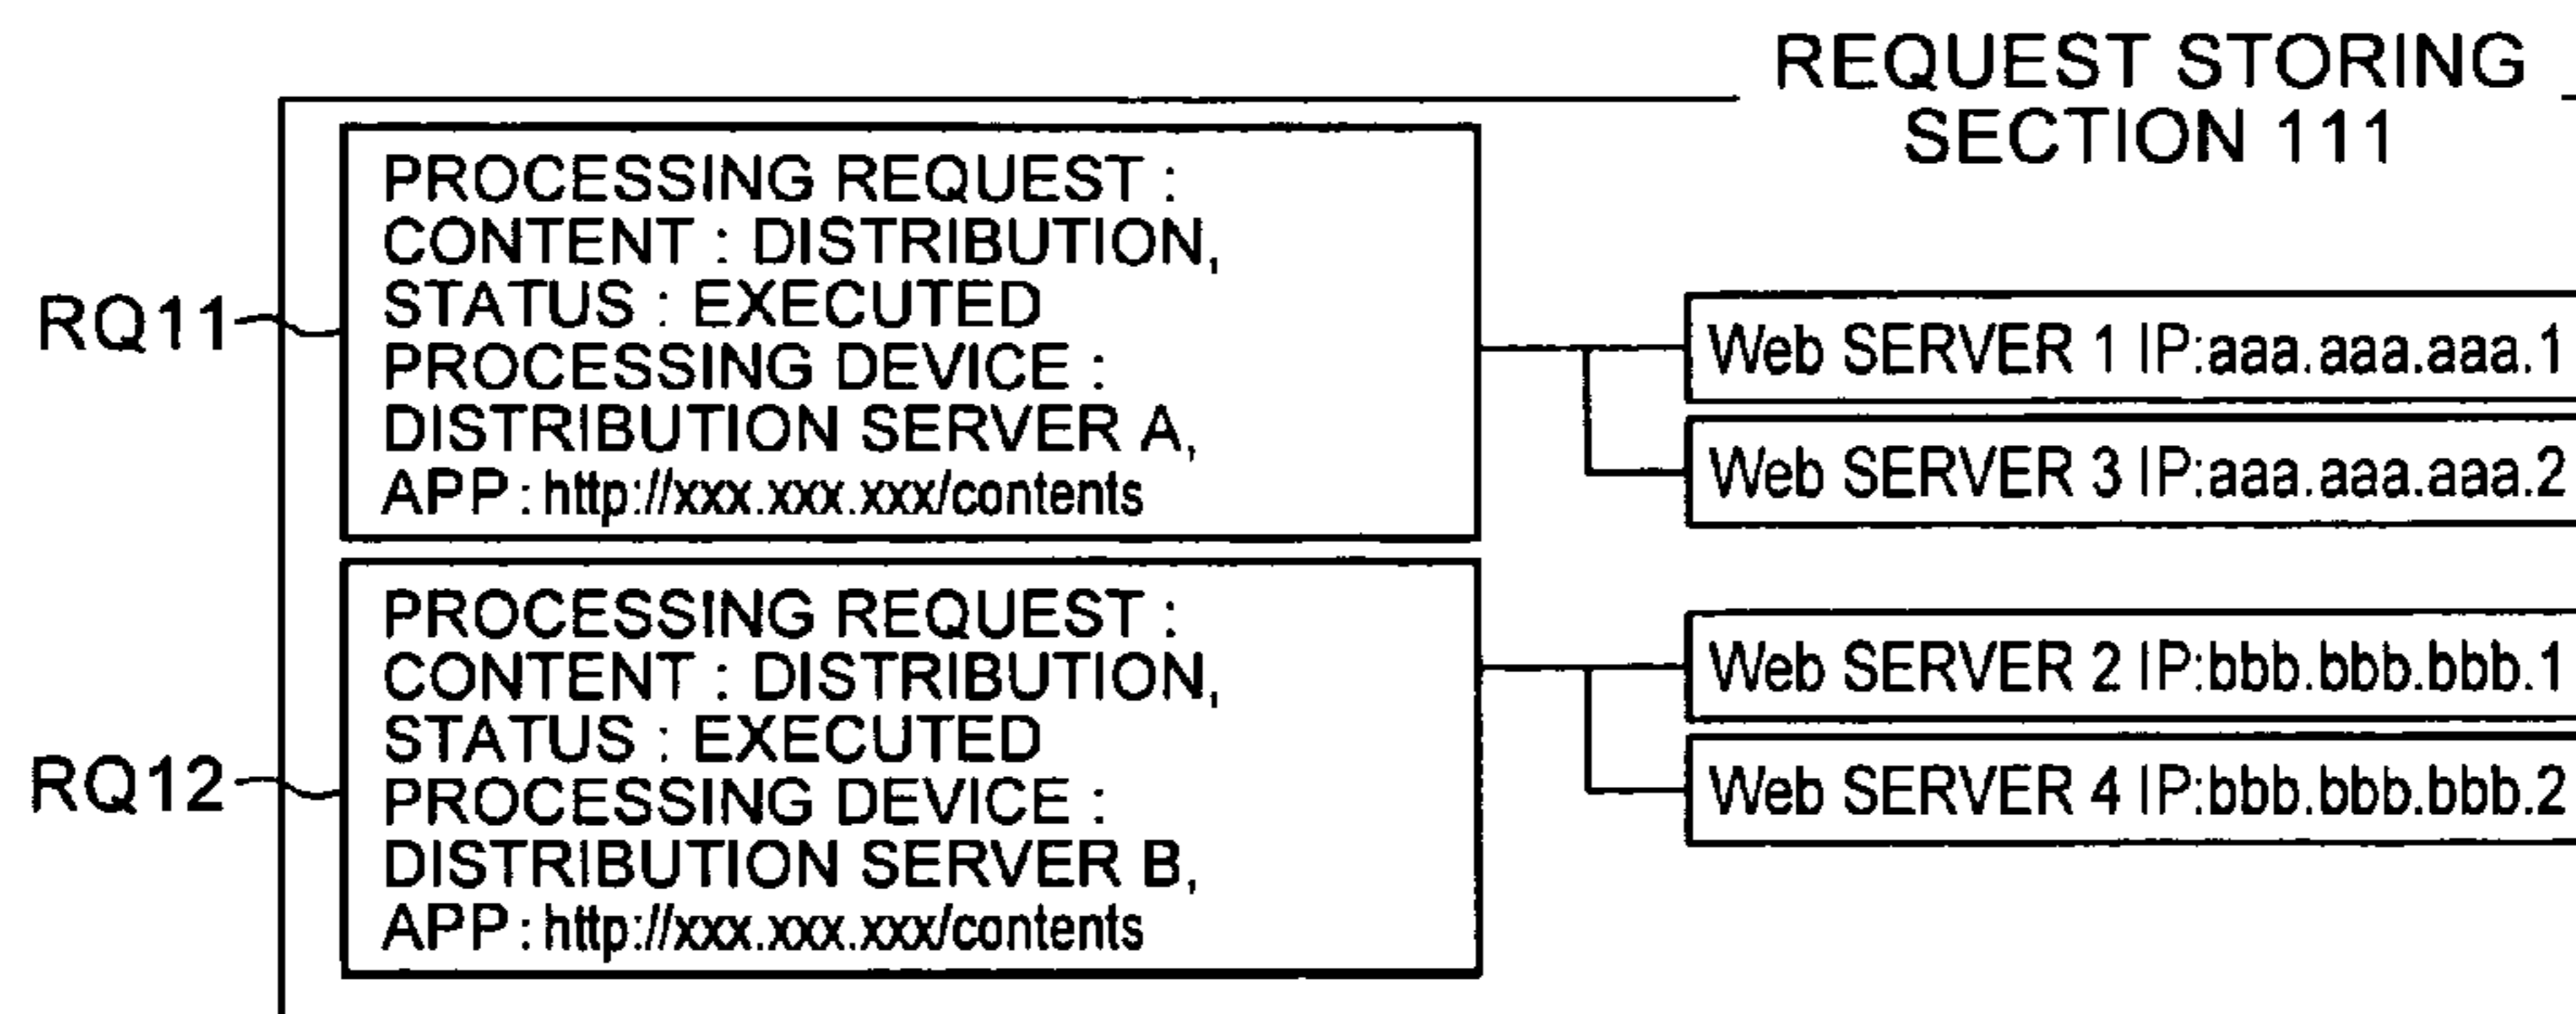 REQUEST STORING
SECTION 111
RQ11
PROCESSING REQUEST :
CONTENT : DISTRIBUTION,
STATUS : EXECUTED
PROCESSING DEVICE :
DISTRIBUTION SERVER A,
APP : http://xxx.xxx.xxx/contents
Web SERVER 1 IP:aaa.aaa.aaa.1
Web SERVER 3 IP:aaa.aaa.aaa.2
RQ12
PROCESSING REQUEST :
CONTENT : DISTRIBUTION,
STATUS : EXECUTED
PROCESSING DEVICE :
DISTRIBUTION SERVER B,
APP : http://xxx.xxx.xxx/contents
Web SERVER 2 IP:bbb.bbb.bbb.1
Web SERVER 4 IP:bbb.bbb.bbb.2